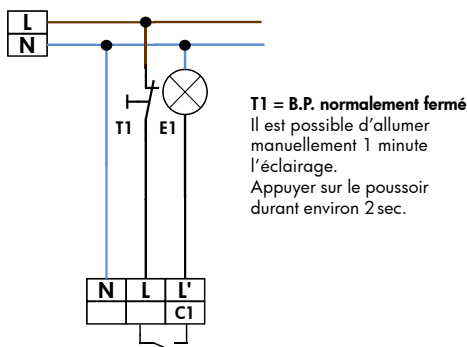 L
N
T1
E1
T1 = B.P. normalement fermé
Il est possible d'allumer
manuellement 1 minute
l'éclairage.
Appuyer sur le poussoir
durant environ 2 sec.
N L L'
C1